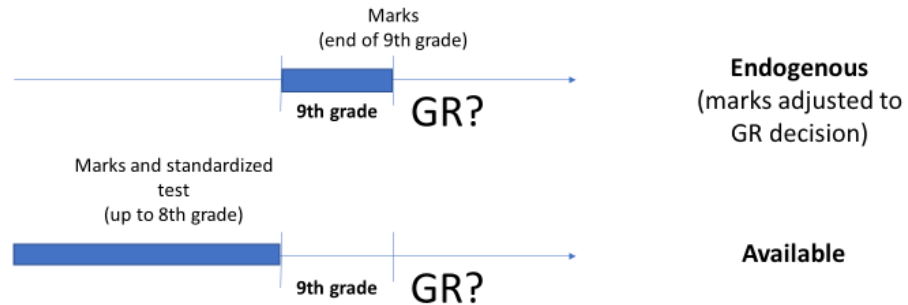 Marks
(end of 9th grade)
9th grade
GR?
Endogenous
(marks adjusted to
GR decision)
Marks and standardized
test
(up to 8th grade)
9th grade
GR?
Available